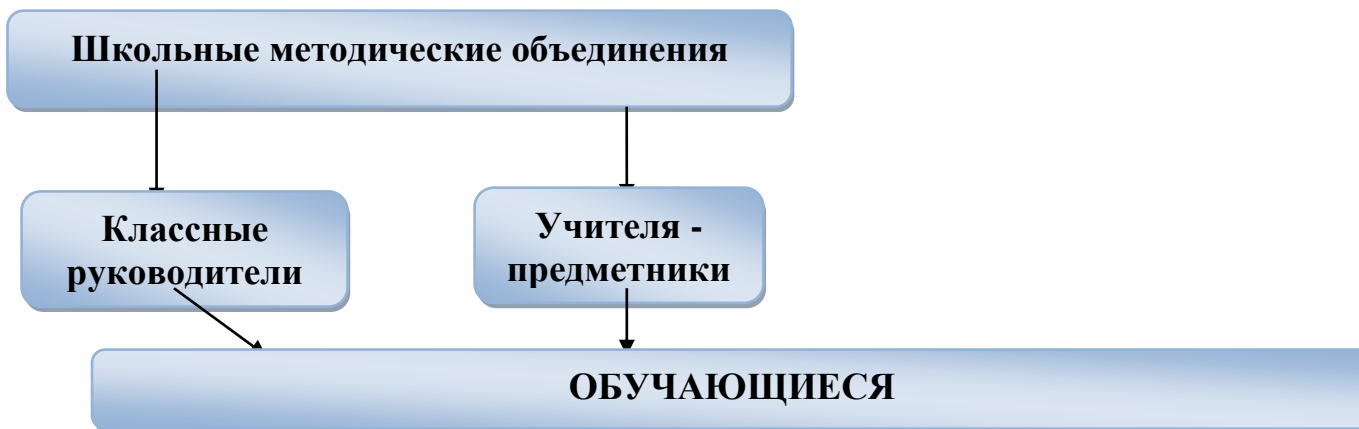 Школьные методические объединения
Классные
руководители
Учителя -
предметники
ОБУЧАЮЩИЕСЯ